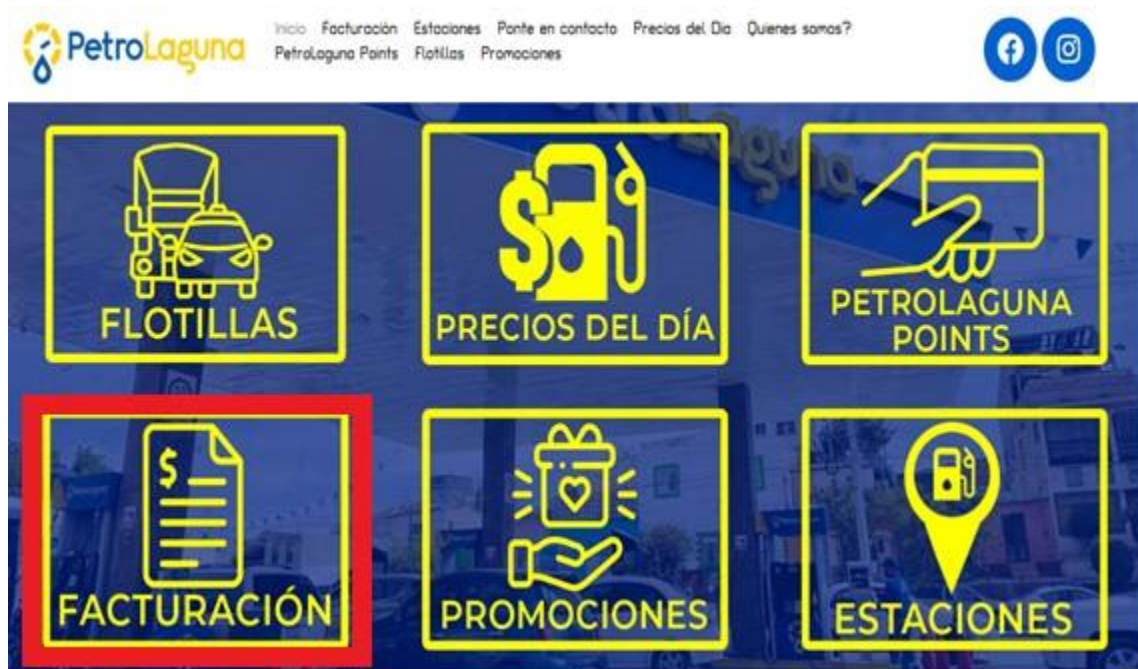 PetroLaguna
Inicio Facturación Estaciones Ponte en contacto Precios del Día Quienes somos?
PetroLaguna Points Flotillas Promociones
FLOTILLAS
$
PRECIOS DEL DÍA
PETROLAGUNA
POINTS
$
FACTURACIÓN
PROMOCIONES
ESTACIONES